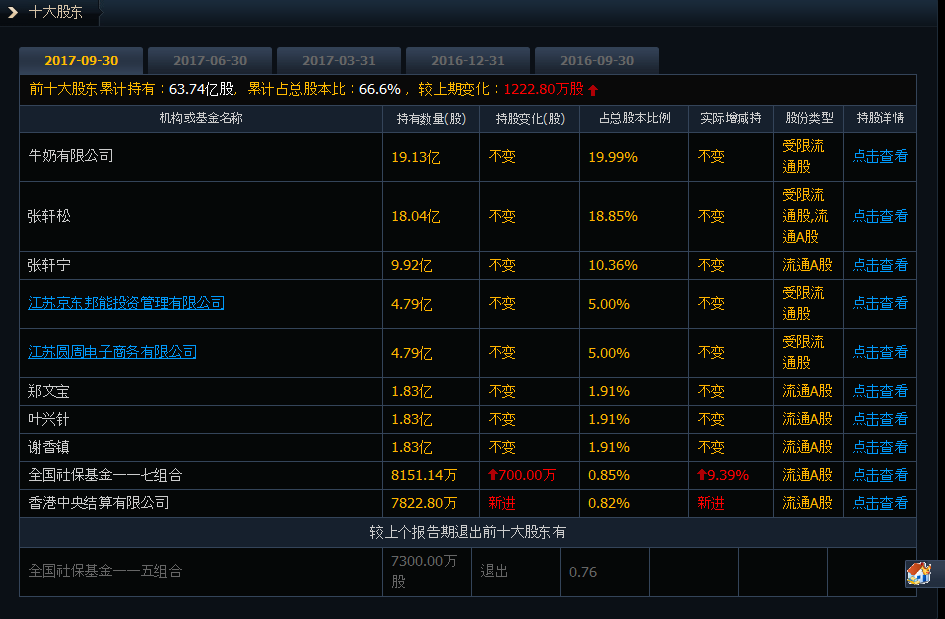 十大股东
2017-09-30 2017-06-30 2017-03-31 2016-12-31 2016-09-30
前十大股东累计持有：63.74亿股, 累计占总股本比：66.6% , 较上期变化：1222.80万股
机构或基金名称 持有数量(股) 持股变化(股) 占总股本比例 实际增减持 股份类型 持股详情
牛奶有限公司 19.13亿 不变 19.99% 不变 受限流 点击查看
通股
张轩松 18.04亿 不变 18.85% 不变 受限流 点击查看
通股,流
通A股
张轩宁 9.92亿 不变 10.36% 不变 流通A股 点击查看
江苏京东邦能投资管理有限公司 4.79亿 不变 5.00% 不变 受限流 点击查看
通股
江苏圆周电子商务有限公司 4.79亿 不变 5.00% 不变 受限流 点击查看
通股
郑文宝 1.83亿 不变 1.91% 不变 流通A股 点击查看
叶兴针 1.83亿 不变 1.91% 不变 流通A股 点击查看
谢香镇 1.83亿 不变 1.91% 不变 流通A股 点击查看
全国社保基金一一七组合 8151.14万 700.00万 0.85% 9.39% 流通A股 点击查看
香港中央结算有限公司 7822.80万 新进 0.82% 新进 流通A股 点击查看
较上个报告期退出前十大股东有
全国社保基金一一五组合 7300.00万 退出 0.76
股